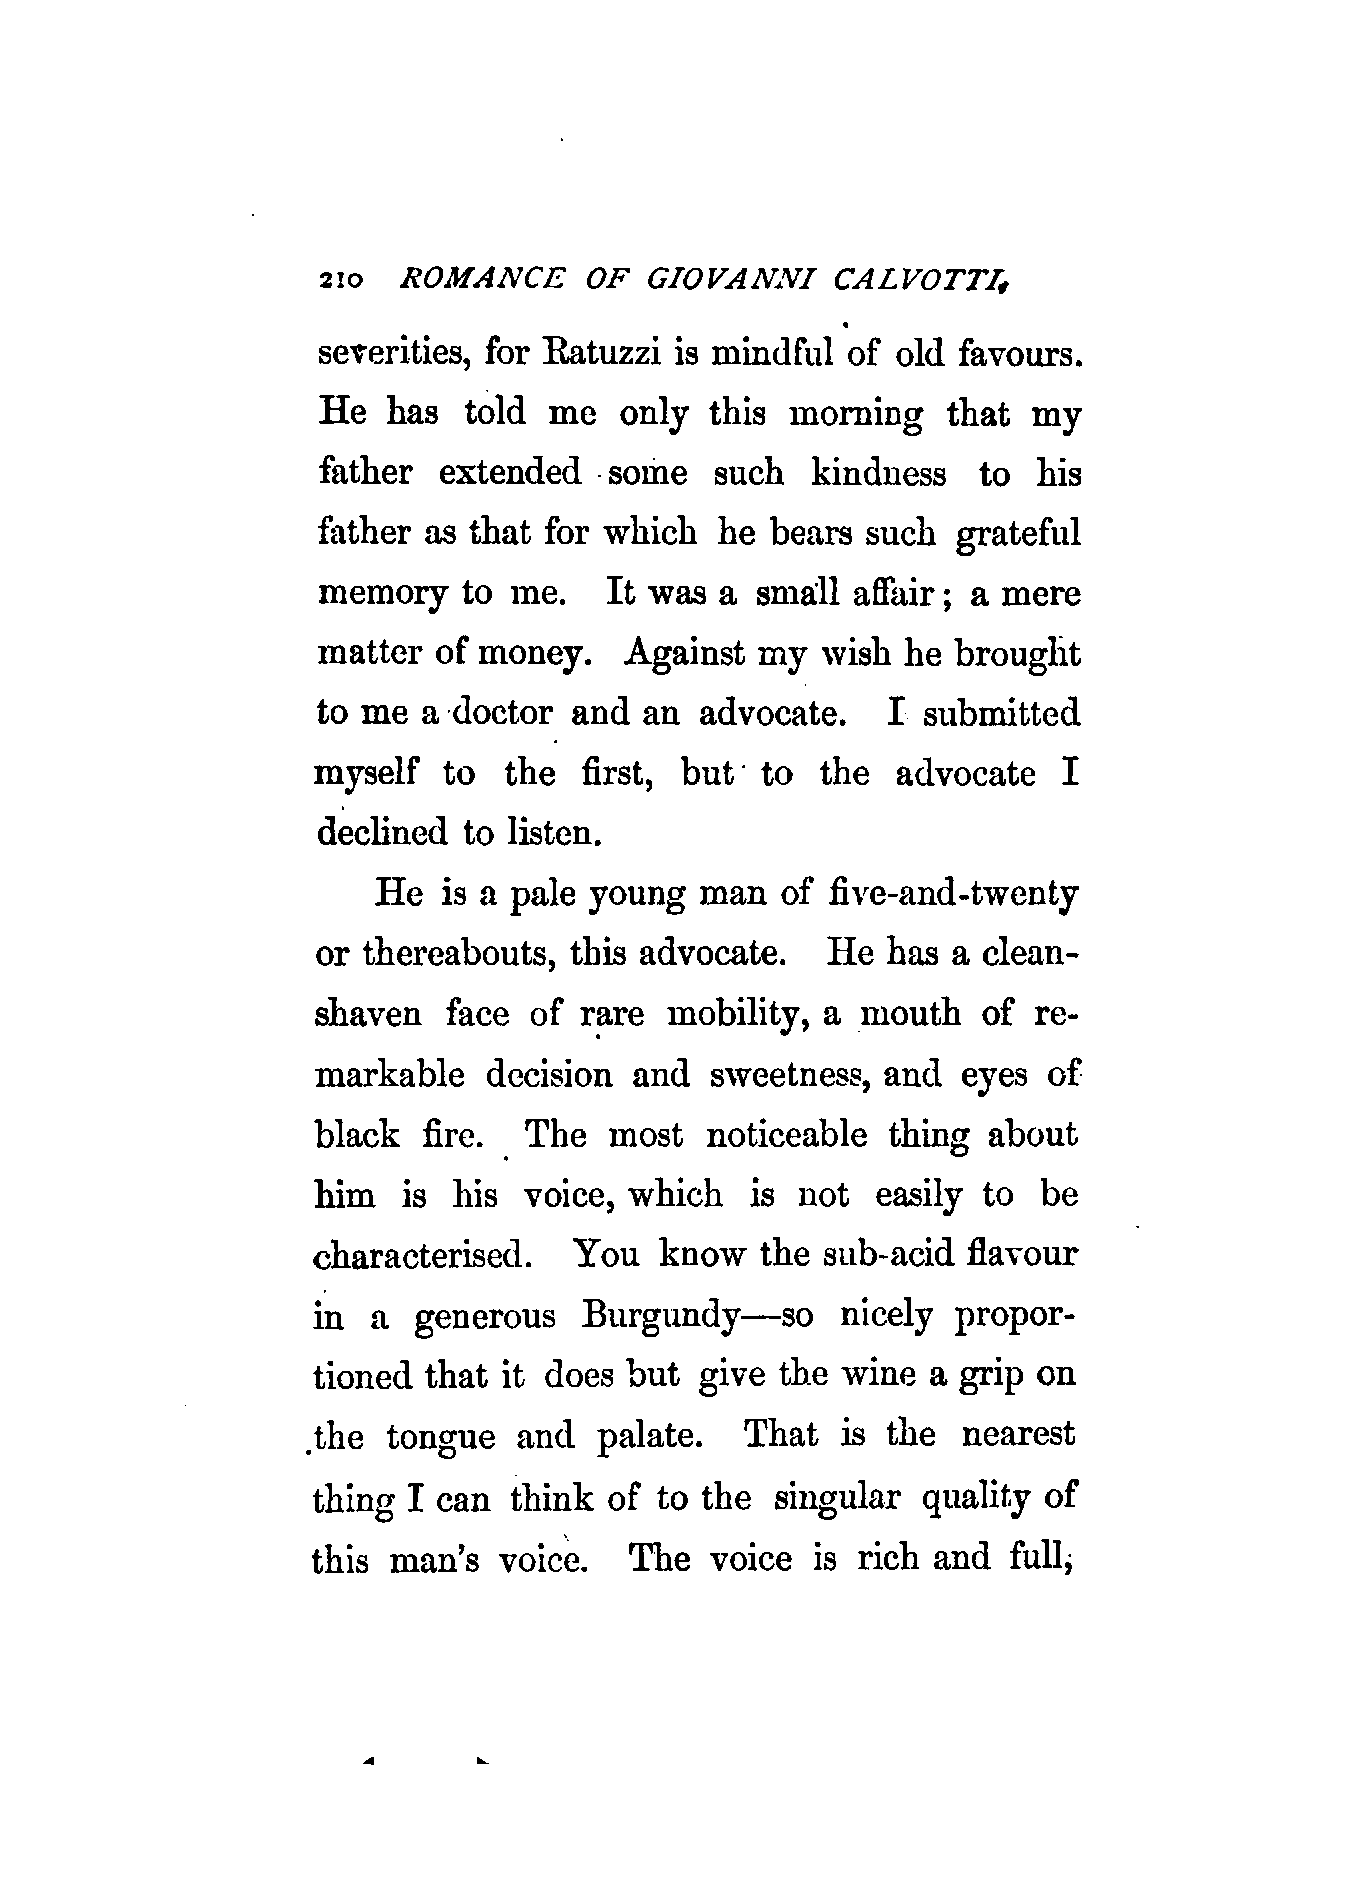 210 ROMANCE OF GIOVANNI CALVOTTI.
severities, for Ratuzzi is mindful of old favours.
He has told me only this morning that my
father extended some such kindness to his
father as that for which he bears such grateful
memory to me. It was a small affair; a mere
matter of money. Against my wish he brought
to me a doctor and an advocate. I submitted
myself to the first, but to the advocate I
declined to listen.
He is a pale young man of five-and-twenty
or thereabouts, this advocate. He has a clean-
shaven face of rare mobility, a mouth of re-
markable decision and sweetness, and eyes of
black fire. The most noticeable thing about
him is his voice, which is not easily to be
characterised. You know the sub-acid flavour
in a generous Burgundy—so nicely propor-
tioned that it does but give the wine a grip on
the tongue and palate. That is the nearest
thing I can think of to the singular quality of
this man's voice. The voice is rich and full,